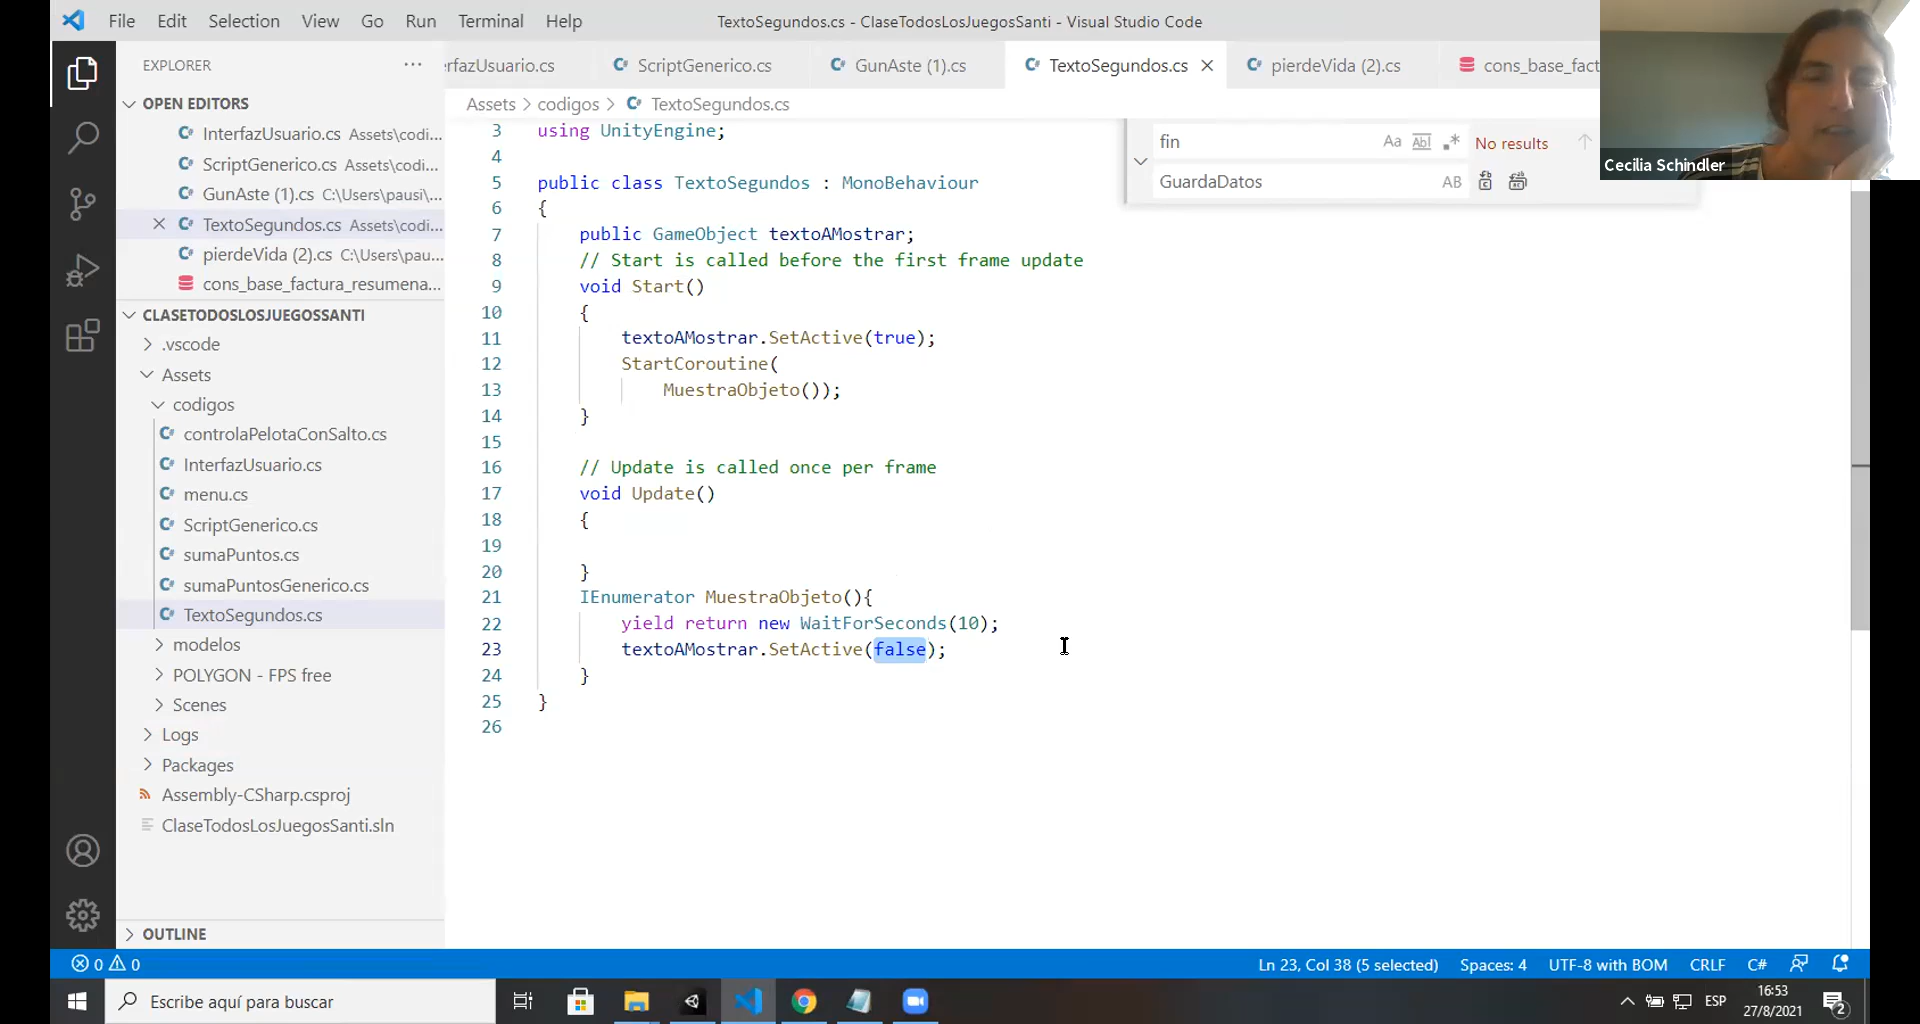 File Edit Selection View Go Run Terminal Help
TextoSegundos.cs - ClaseTodosLosJuegosSanti - Visual Studio Code
EXPLORER
OPEN EDITORS
InterfazUsuario.cs Assets\codi...
ScriptGenerico.cs Assets\codi...
GunAste (1).cs C:\Users\pausi\...
TextoSegundos.cs Assets\codi...
pierdeVida (2).cs C:\Users\pau...
cons_base_factura_resumena...
CLASETODOSLOSJUEGOSSANTI
.vscode
Assets
codigos
controlaPelotaConSalto.cs
InterfazUsuario.cs
menu.cs
ScriptGenerico.cs
sumaPuntos.cs
sumaPuntosGenerico.cs
TextoSegundos.cs
modelos
POLYGON - FPS free
Scenes
Logs
Packages
Assembly-CSharp.csproj
ClaseTodosLosJuegosSanti.sln
OUTLINE
rfazUsuario.cs ScriptGenerico.cs GunAste (1).cs TextoSegundos.cs pierdeVida (2).cs cons_base_fact
Assets > codigos > TextoSegundos.cs
fin Aa Abl .* No results
GuardaDatos AB
Cecilia Schindler
3 using UnityEngine;
4
5 public class TextoSegundos : MonoBehaviour
6 {
7 public GameObject textoAMostrar;
8 // Start is called before the first frame update
9 void Start()
10 {
11 textoAMostrar.SetActive(true);
12 StartCoroutine(
13 MuestraObjeto());
14 }
15
16 // Update is called once per frame
17 void Update()
18 {
19
20 }
21 IEnumerator MuestraObjeto(){
22 yield return new WaitForSeconds(10);
23 textoAMostrar.SetActive(false);
24 }
25 }
26
0 0 Ln 23, Col 38 (5 selected) Spaces: 4 UTF-8 with BOM CRLF C#
Escribe aquí para buscar
ESP
16:53
27/8/2021
2